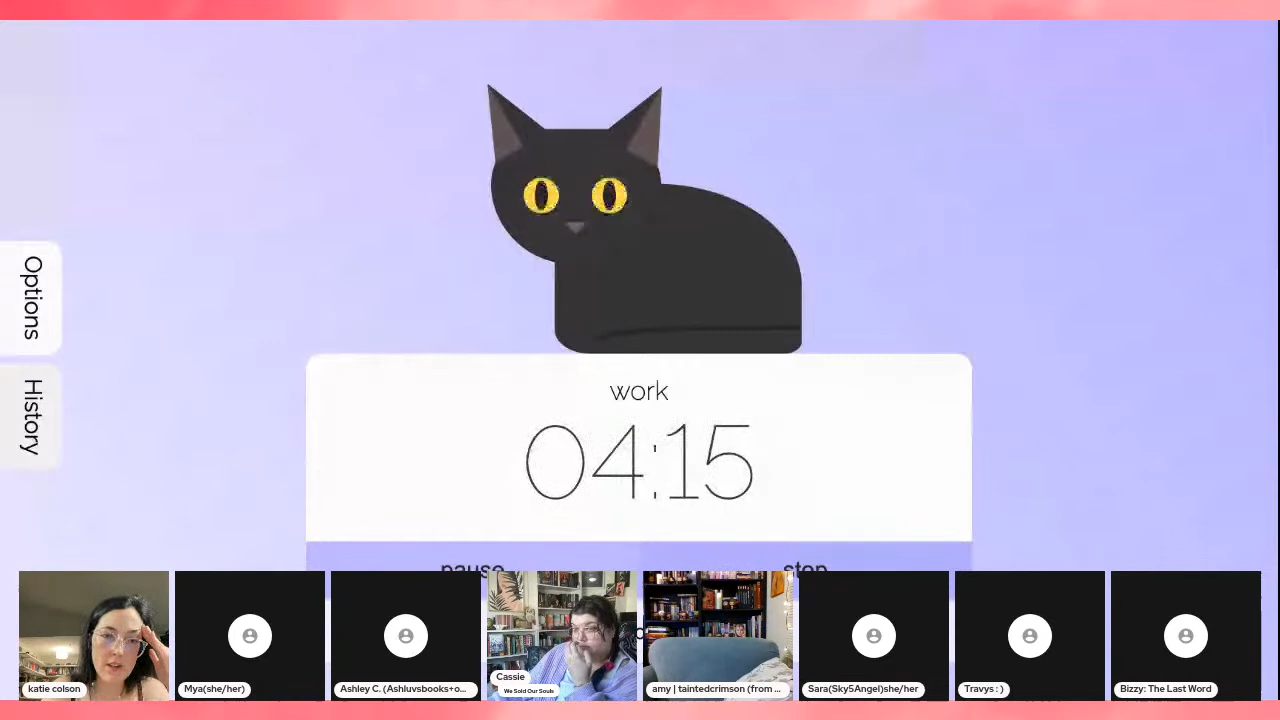 Options
History
work
04:15
pause
stop
katie colson
Mya(she/her)
Ashley C. (Ashluvsbooks+o...
Cassie
We Sold Our Souls
amy | taintedcrimson (from ...
Sara(Sky5Angel)she/her
Travys : )
Bizzy: The Last Word